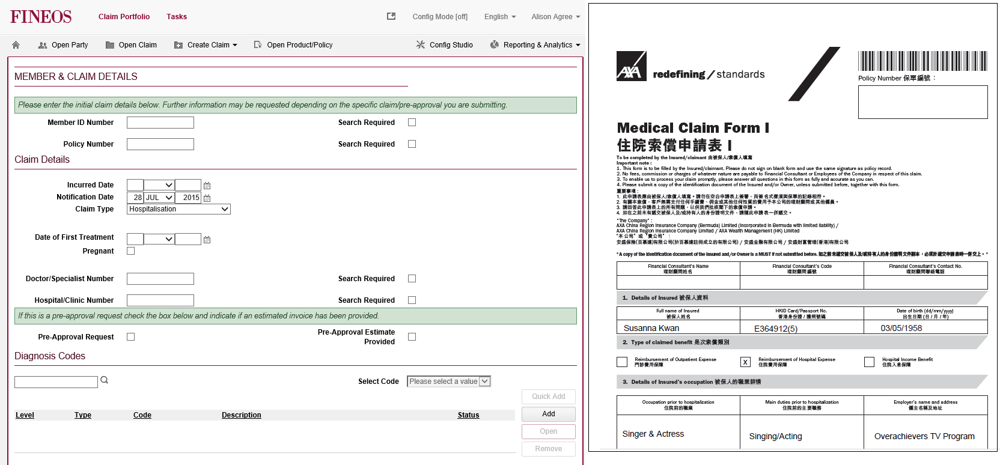 FINEOS
Claim Portfolio Tasks
Config Mode [off] English Alison Agree
Open Party Open Claim Create Claim Open Product/Policy Config Studio Reporting & Analytics
MEMBER & CLAIM DETAILS
Please enter the initial claim details below. Further information may be requested depending on the specific claim/pre-approval you are submitting.
Member ID Number Search Required
Policy Number Search Required
Claim Details
Incurred Date
Notification Date 28 JUL 2015
Claim Type Hospitalisation
Date of First Treatment
Pregnant
Doctor/Specialist Number Search Required
Hospital/Clinic Number Search Required
If this is a pre-approval request check the box below and indicate if an estimated invoice has been provided.
Pre-Approval Request Pre-Approval Estimate
Provided
Diagnosis Codes
Select Code Please select a value
Quick Add
Level Type Code Description Status
Add
Open
Remove
AXA redefining / standards
Policy Number 保單編號：
Medical Claim Form I
住院索償申請表 I
To be completed by the Insured/claimant 由被保人/索償人填寫
Important note :
1. This form is to be filled by the Insured/claimant. Please do not sign on blank form and use the same signature as policy record.
2. No fees, commission or charges of whatever nature are payable to Financial Consultant or Employees of the Company in respect of this claim.
3. To enable us to process your claim promptly, please answer all questions in this form as fully and accurate as you can.
4. Please submit a copy of the identification document of the Insured and/or Owner, unless submitted before, together with this form.
重要事項：
1. 此申請表應由被保人/索償人填寫。請勿在空白申請表上簽署，而簽名式樣須與保單的記錄相符。
2. 有關本索償，客戶無需支付任何手續費、佣金或其他任何性質的費用予本公司的理財顧問或其他僱員。
3. 請回答此申請表上的所有問題，以供我們批核閣下的索償申請。
4. 如在之前未有遞交被保人及/或持有人的身份證明文件，請隨此申請表一併遞交。
"The Company" :
AXA China Region Insurance Company (Bermuda) Limited (Incorporated in Bermuda with limited liability) /
AXA China Region Insurance Company Limited / AXA Wealth Management (HK) Limited
"本公司" 或 "貴公司" ：
安盛保險(百慕達)有限公司(於百慕達註冊成立的有限公司) / 安盛金融有限公司 / 安盛財富管理(香港)有限公司
* A copy of the identification document of the Insured and/or Owner is a MUST if not submitted before. 如之前未遞交被保人及/或持有人的身份證明文件副本，必須於遞交申請表時一併交上。*
Financial Consultant's Name Financial Consultant's Code Financial Consultant's Contact No.
理財顧問姓名 理財顧問編號 理財顧問聯絡電話
1. Details of Insured 被保人資料
Full name of Insured HKID Card/Passport No. Date of birth (dd/mm/yyyy)
被保人姓名 香港身份證 / 護照號碼 出生日期 (日 / 月 / 年)
Susanna Kwan E364912(5) 03/05/1958
2. Type of claimed benefit 是次索償類別
Reimbursement of Outpatient Expense X Reimbursement of Hospital Expense Hospital Income Benefit
門診費用保障 住院費用保障 住院入息保障
3. Details of Insured's occupation 被保人的職業詳情
Occupation prior to hospitalization Main duties prior to hospitalization Employer's name and address
住院前的職業 住院前的主要職務 僱主名稱及地址
Singer & Actress Singing/Acting Overachievers TV Program